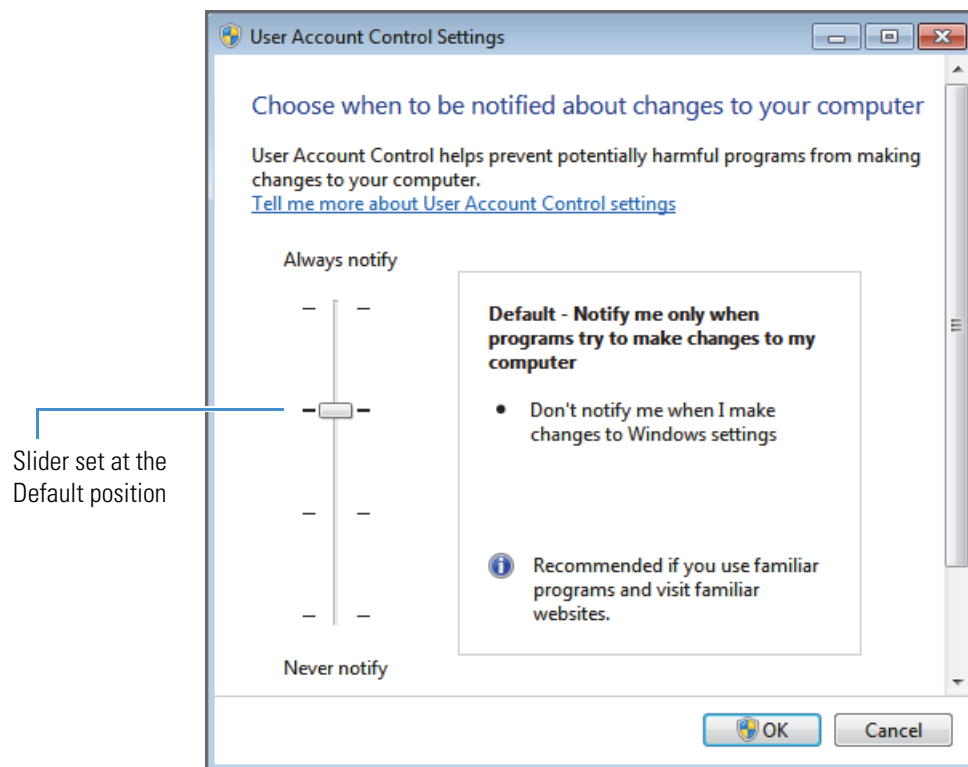 User Account Control Settings
Choose when to be notified about changes to your computer
User Account Control helps prevent potentially harmful programs from making
changes to your computer.
Tell me more about User Account Control settings
Always notify
Default - Notify me only when
programs try to make changes to my
computer
• Don't notify me when I make
changes to Windows settings
Slider set at the
Default position
Recommended if you use familiar
programs and visit familiar
websites.
Never notify
OK
Cancel